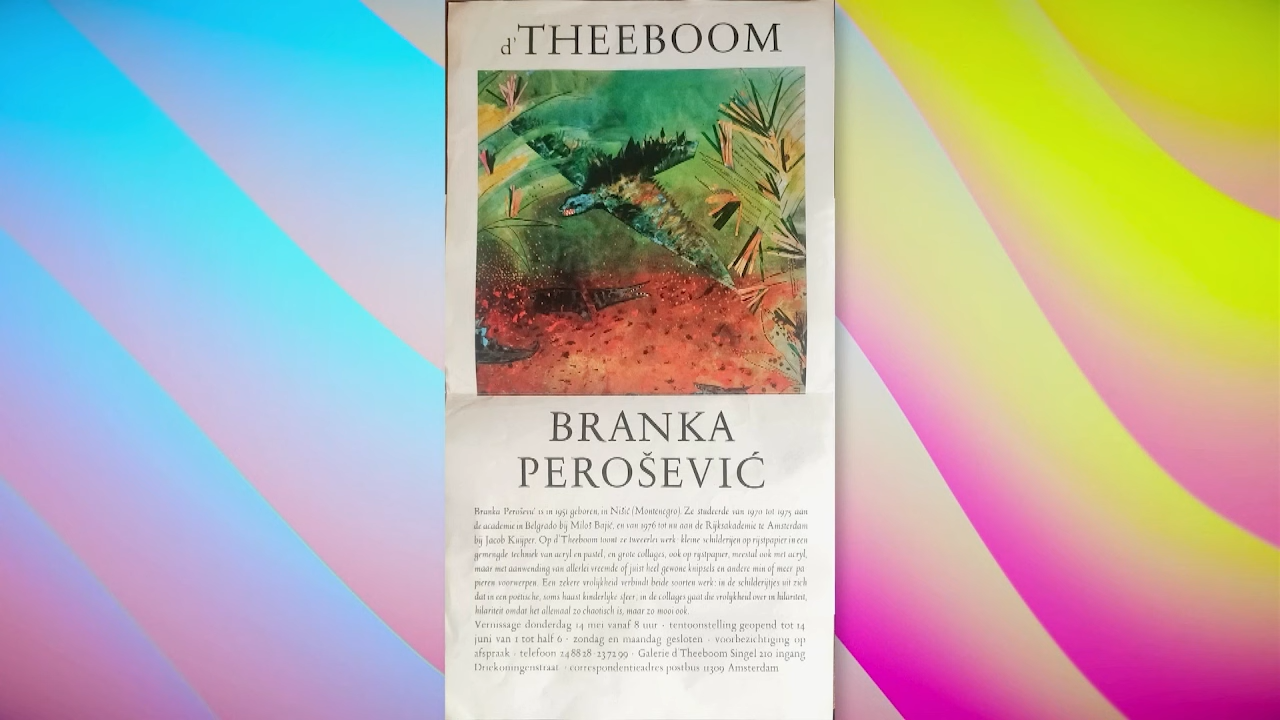 d'THEEBOOM
BRANKA
PEROŠEVIĆ
Branka Perošević is in 1951 geboren, in Nišić (Montenegro). Ze studeerde van 1970 tot 1975 aan
de academie in Belgrado bij Miloš Bajić, en van 1976 tot nu aan de Rijksakademie te Amsterdam
bij Jacob Kuijper. Op d'Theeboom toont ze tweeërlei werk: kleine schilderijen op rijstpapier in een
gemengde techniek van acryl en pastel, en grote collages, ook op rijstpapier, meestal ook met acryl,
maar met aanwending van allerlei vreemde of juist heel gewone knipsels en andere min of meer pa-
pieren voorwerpen. Een zekere vrolijkheid verbindt beide soorten werk: in de schilderijtjes uit zich
dat in een poëtische, soms haast kinderlijke sfeer; in de collages gaat die vrolijkheid over in hilariteit,
hilariteit omdat het allemaal zo chaotisch is, maar zo mooi ook.
Vernissage donderdag 14 mei vanaf 8 uur · tentoonstelling geopend tot 14
juni van 1 tot half 6 · zondag en maandag gesloten · voorbezichtiging op
afspraak · telefoon 248828 · 237299 · Galerie d'Theeboom Singel 210 ingang
Driekoningenstraat · correspondentieadres postbus 11309 Amsterdam